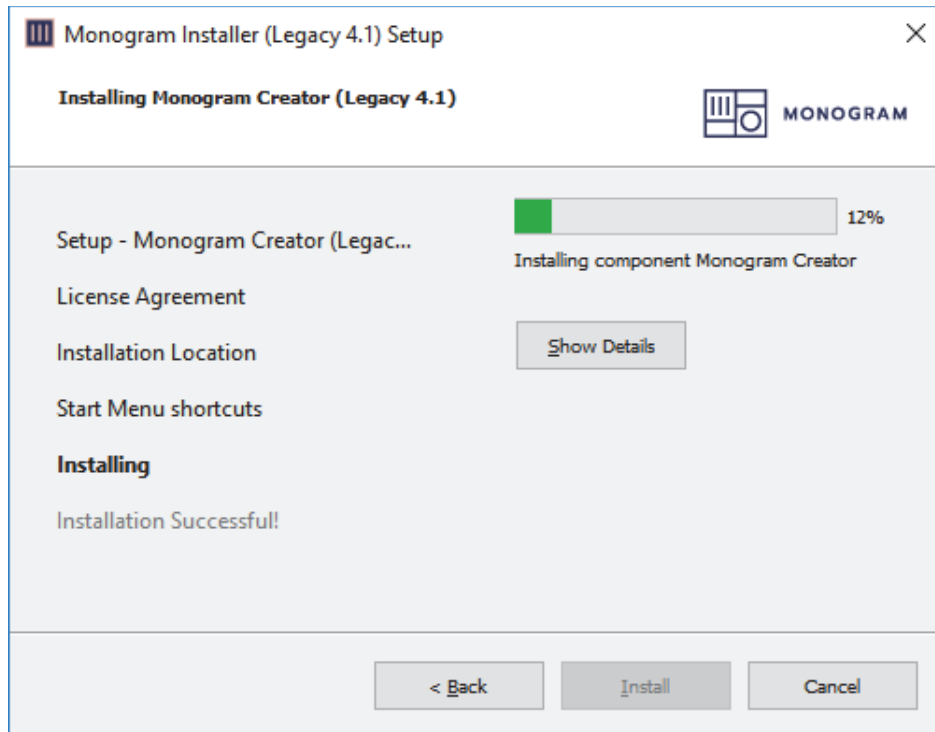 Monogram Installer (Legacy 4.1) Setup
Installing Monogram Creator (Legacy 4.1)
MONOGRAM
Setup - Monogram Creator (Legac...
License Agreement
Installation Location
Start Menu shortcuts
Installing
Installation Successful!
12%
Installing component Monogram Creator
Show Details
< Back
Install
Cancel